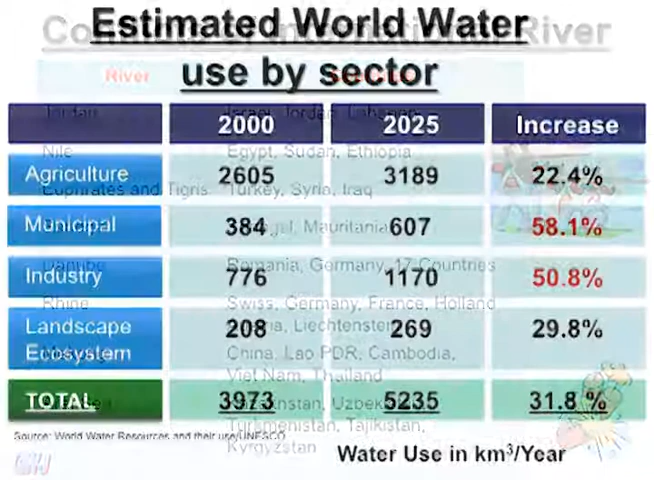 Estimated World Water
use by sector
River
2000 2025 Increase
Agriculture 2605 3189 22.4%
Municipal 384 607 58.1%
Industry 776 1170 50.8%
Landscape Ecosystem 208 269 29.8%
TOTAL 3973 5235 31.8 %
Jordan Israel, Jordan,
Nile Egypt, Sudan, Ethiopia
Euphrates and Tigris Turkey, Syria, Iraq
Mauritania
Danube Romania, Germany, 17 Countries
Rhine Swiss, Germany, France, Holland
Liechtenstein
China, Lao PDR, Cambodia,
Viet Nam, Thailand
Turkmenistan, Tajikistan,
Kyrgyzstan
Source: World Water Resources and their use/UNESCO
Water Use in km³/Year